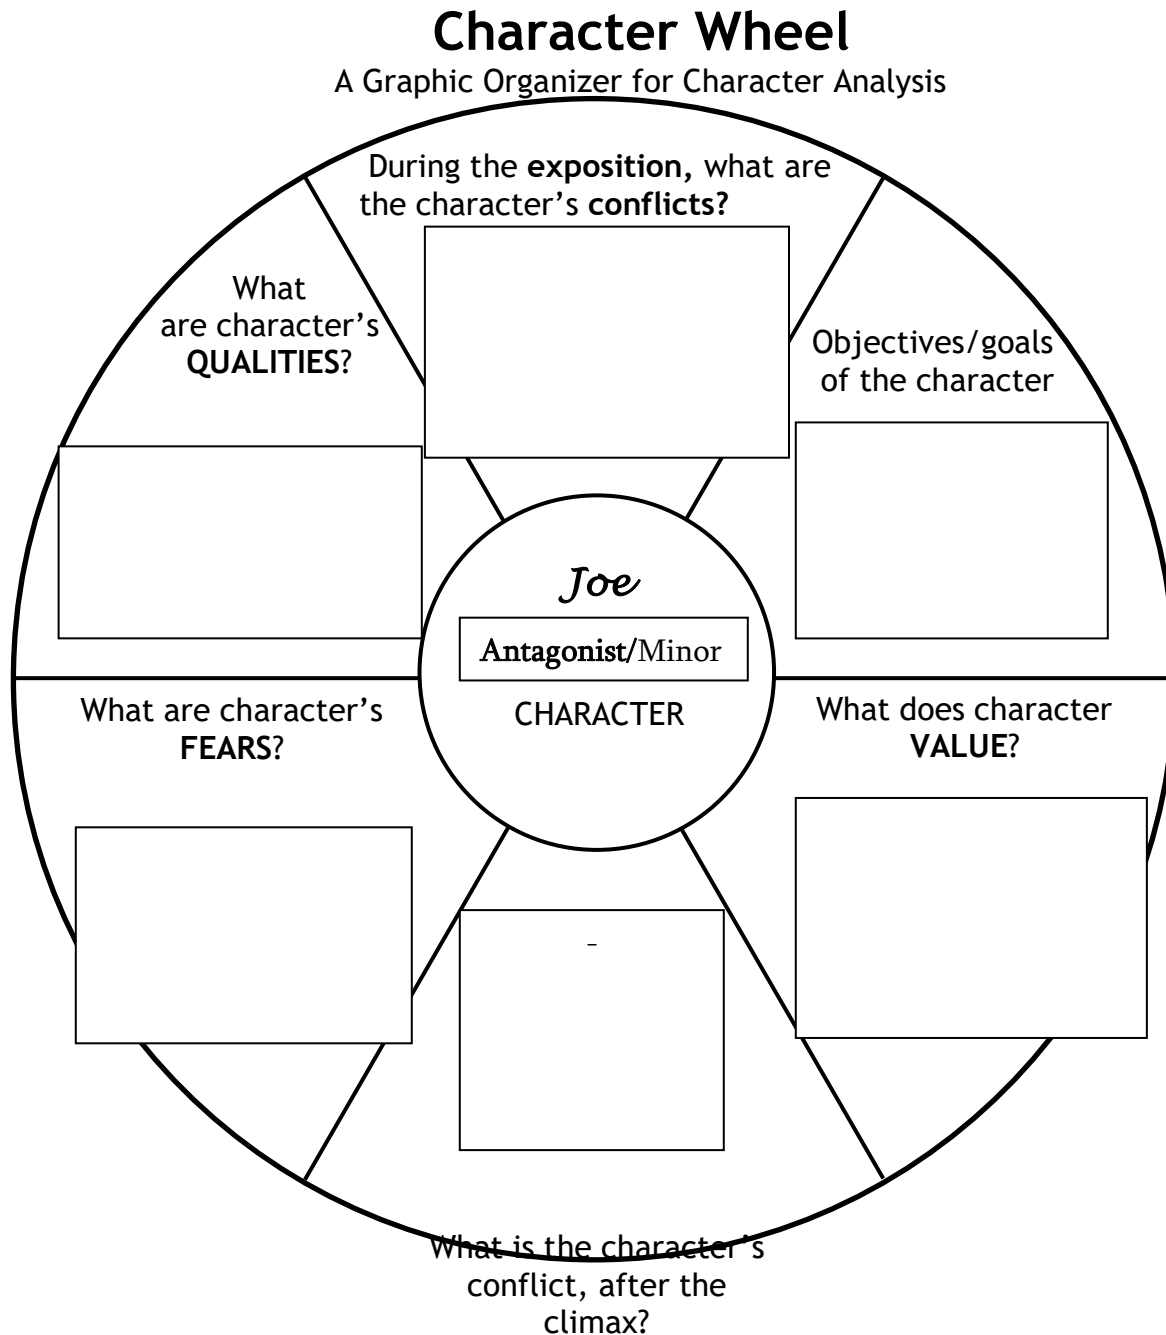 Character Wheel
A Graphic Organizer for Character Analysis
During the exposition, what are
the character’s conflicts?
What
are character’s
QUALITIES?
Objectives/goals
of the character
Joe
Antagonist/Minor
CHARACTER
What are character’s
FEARS?
What does character
VALUE?
–
What is the character’s
conflict, after the
climax?